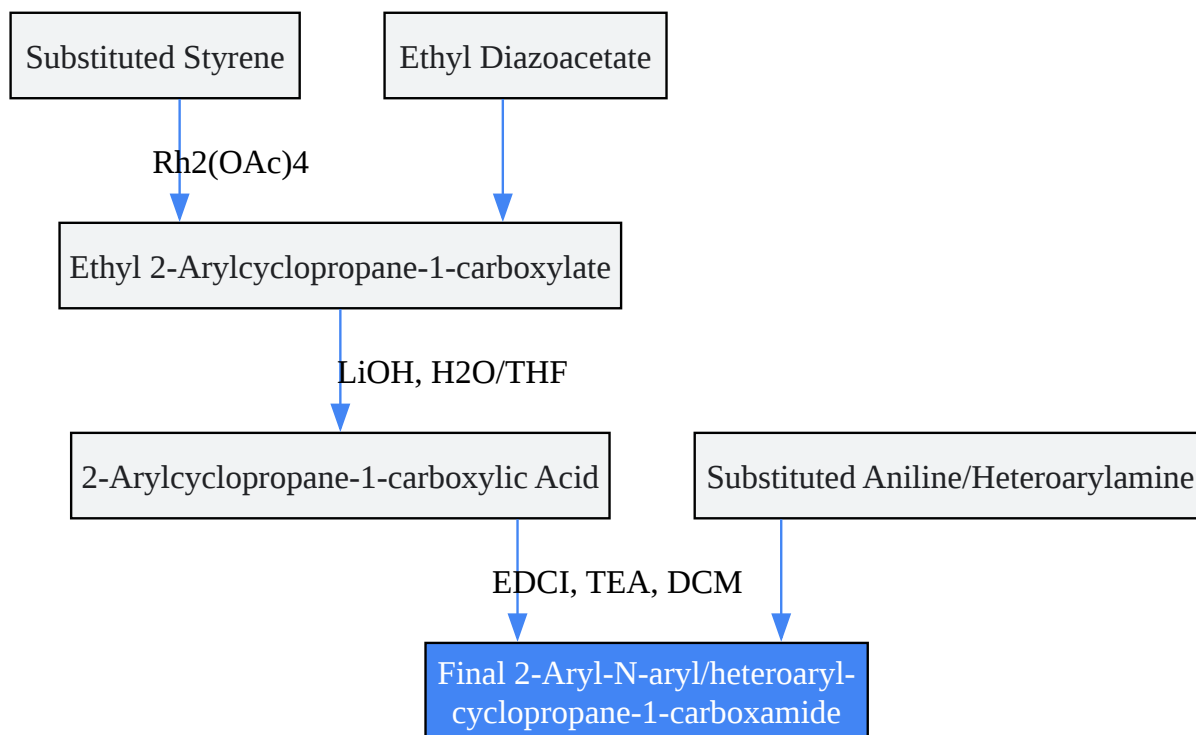 Substituted Styrene
Ethyl Diazoacetate
Rh2(OAc)4
Ethyl 2-Arylcyclopropane-1-carboxylate
LiOH, H2O/THF
2-Arylcyclopropane-1-carboxylic Acid
Substituted Aniline/Heteroarylamine
EDCI, TEA, DCM
Final 2-Aryl-N-aryl/heteroaryl-
cyclopropane-1-carboxamide